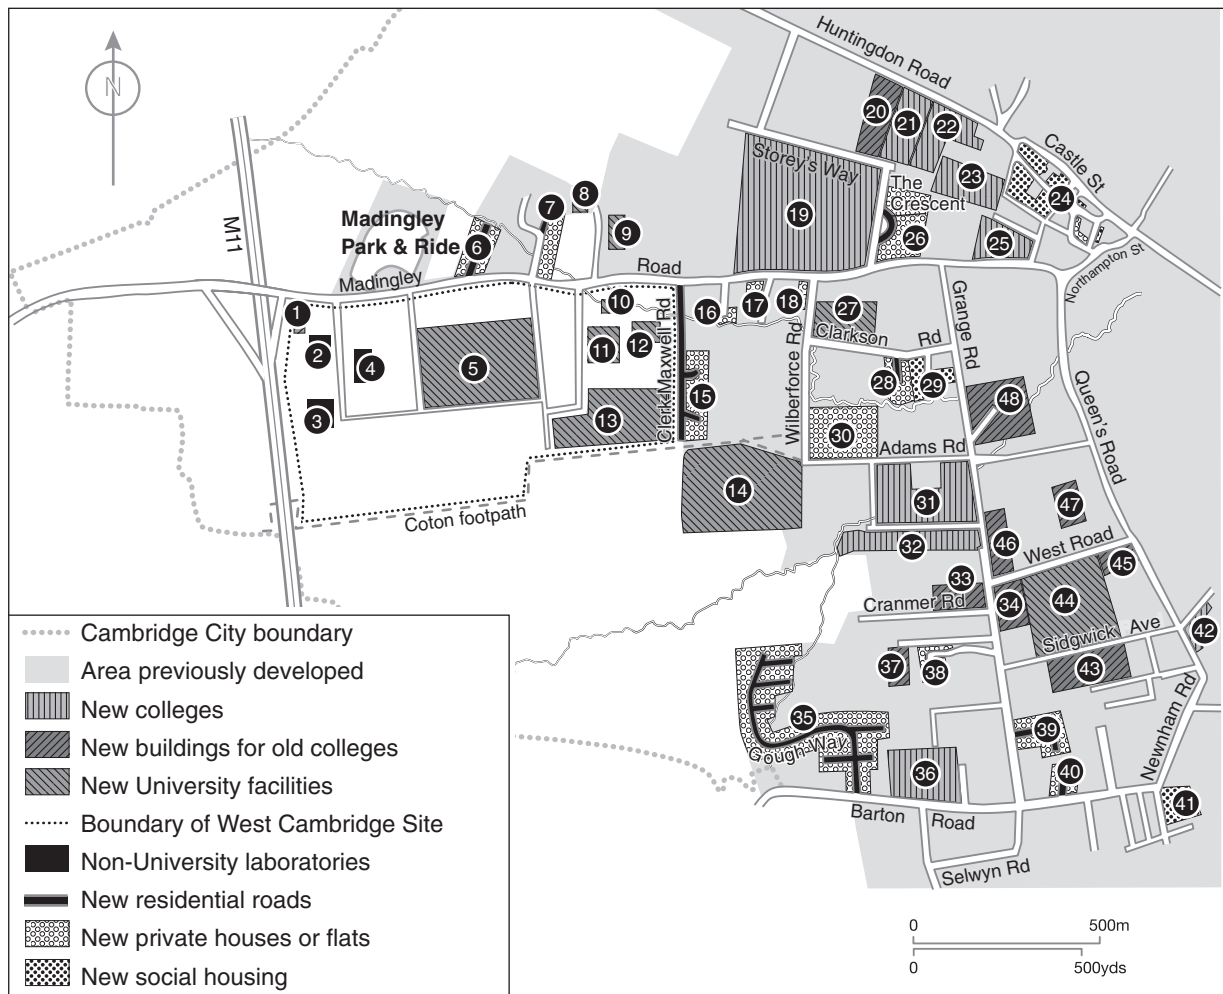 Huntingdon Road
N
20
21
22
Castle St
Storey's Way
23
24
The
Crescent
M11
Madingley
Park & Ride
6
7
8
9
19
26
25
Northampton St
Madingley
Road
1
2
3
4
5
10
11
12
13
Clerk-Maxwell Rd
16
17
18
15
Wilberforce Rd
27
Clarkson
Rd
Grange Rd
28
29
48
Queen's Road
30
Adams Rd
14
31
47
Coton footpath
32
46
West Road
45
33
Cranmer Rd
34
44
Sidgwick Ave
42
37
38
43
35
Gough Way
39
Newnham Rd
36
40
41
Barton Road
Selwyn Rd
Cambridge City boundary
Area previously developed
New colleges
New buildings for old colleges
New University facilities
Boundary of West Cambridge Site
Non-University laboratories
New residential roads
New private houses or flats
New social housing
0
500m
0
500yds